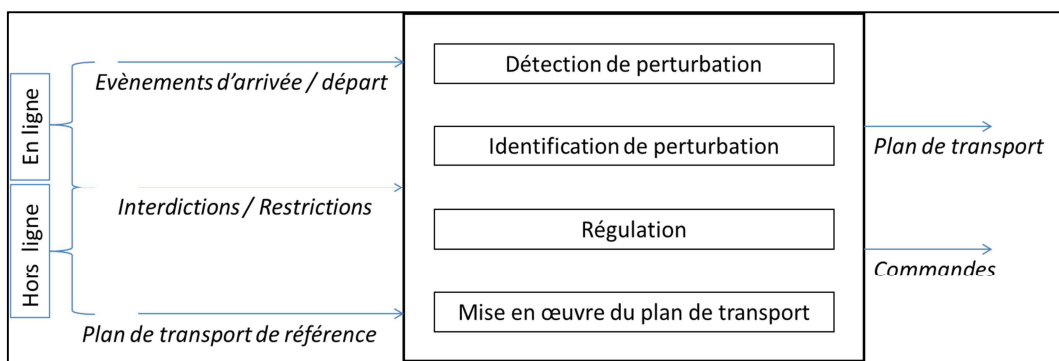 En ligne
Hors ligne
Evènements d'arrivée / départ
Interdictions / Restrictions
Plan de transport de référence
Détection de perturbation
Identification de perturbation
Régulation
Mise en œuvre du plan de transport
Plan de transport
Commandes